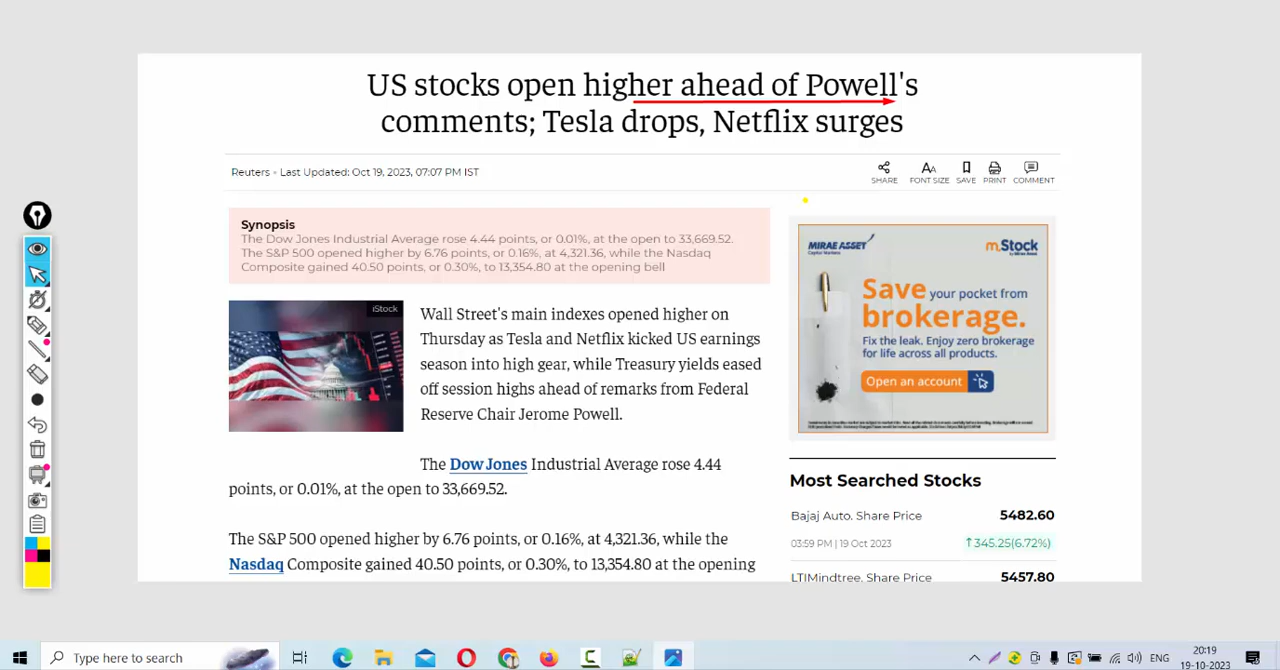 US stocks open higher ahead of Powell's
comments; Tesla drops, Netflix surges
Reuters • Last Updated: Oct 19, 2023, 07:07 PM IST
SHARE
FONT SIZE
SAVE
PRINT
COMMENT
Synopsis
The Dow Jones Industrial Average rose 4.44 points, or 0.01%, at the open to 33,669.52.
The S&P 500 opened higher by 6.76 points, or 0.16%, at 4,321.36, while the Nasdaq
Composite gained 40.50 points, or 0.30%, to 13,354.80 at the opening bell
iStock
Wall Street's main indexes opened higher on
Thursday as Tesla and Netflix kicked US earnings
season into high gear, while Treasury yields eased
off session highs ahead of remarks from Federal
Reserve Chair Jerome Powell.
The Dow Jones Industrial Average rose 4.44
points, or 0.01%, at the open to 33,669.52.
The S&P 500 opened higher by 6.76 points, or 0.16%, at 4,321.36, while the
Nasdaq Composite gained 40.50 points, or 0.30%, to 13,354.80 at the opening
MIRAE ASSET
Capital Markets
m.Stock
by Mirae Asset
Save your pocket from
brokerage.
Fix the leak. Enjoy zero brokerage
for life across all products.
Open an account
Most Searched Stocks
Bajaj Auto. Share Price 5482.60
03:59 PM | 19 Oct 2023 ↑345.25(6.72%)
LTIMindtree. Share Price 5457.80
Type here to search
ENG
20:19
19-10-2023